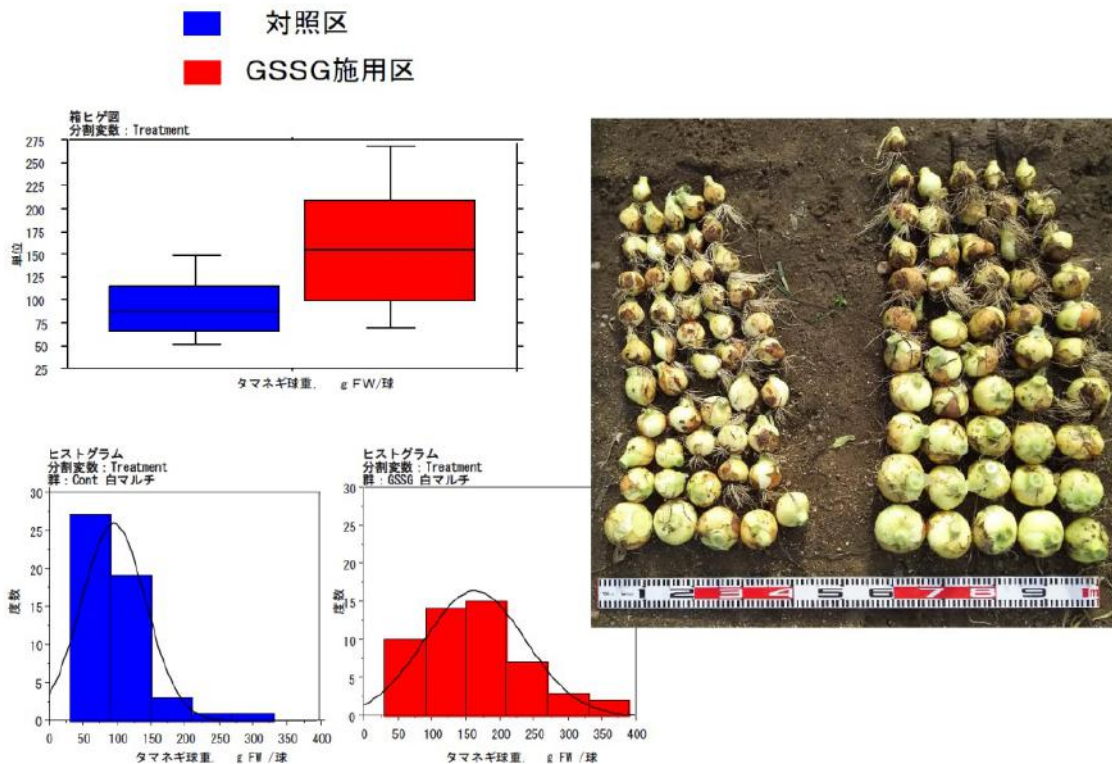 対照区
GSSG施用区
箱ヒゲ図
分割変数 : Treatment
275
250
225
200
175
150
125
100
75
50
25
単位
タマネギ球重. g FW/球
ヒストグラム
分割変数 : Treatment
群 : Cont 白マルチ
30
25
20
15
10
5
0
度数
0 50 100 150 200 250 300 350 400
タマネギ球重. g FW /球
ヒストグラム
分割変数 : Treatment
群 : GSSG 白マルチ
30
25
20
15
10
5
0
度数
0 50 100 150 200 250 300 350 400
タマネギ球重. g FW /球
1 2 3 4 5 6 7 8 9 1m